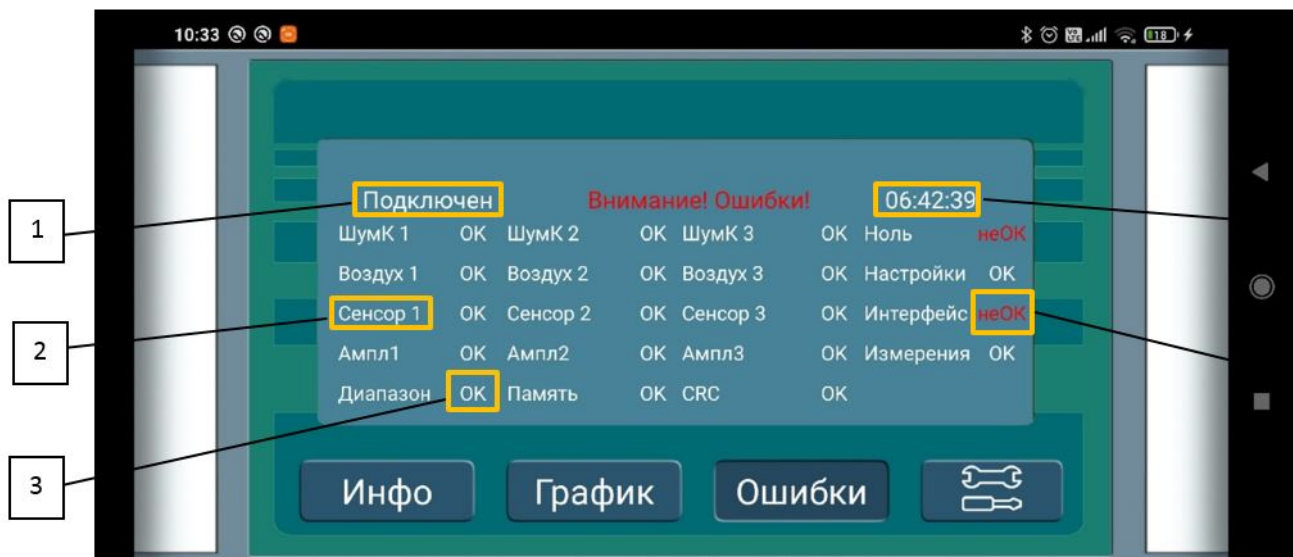 10:33
18
Подключен Внимание! Ошибки! 06:42:39
ШумК 1 OK ШумК 2 OK ШумК 3 OK Ноль неОК
Воздух 1 OK Воздух 2 OK Воздух 3 OK Настройки OK
Сенсор 1 OK Сенсор 2 OK Сенсор 3 OK Интерфейс неОК
Ампл1 OK Ампл2 OK Ампл3 OK Измерения OK
Диапазон OK Память OK CRC OK
Инфо График Ошибки
1
2
3